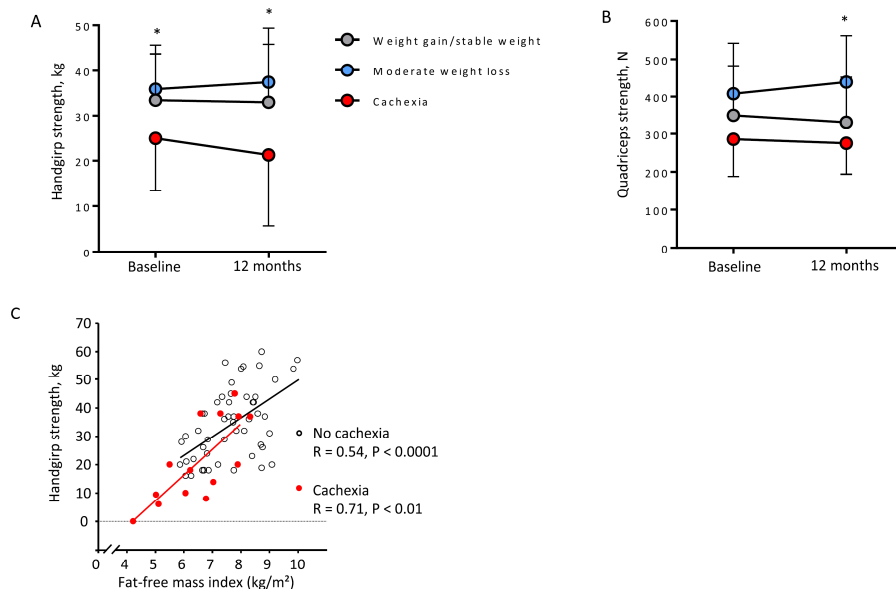 A
Handgirp strength, kg
50
40
30
20
10
0
*
*
Baseline
12 months
Weight gain/stable weight
Moderate weight loss
Cachexia
B
Quadriceps strength, N
600
500
400
300
200
100
0
*
Baseline
12 months
C
Handgirp strength, kg
70
60
50
40
30
20
10
0
0 4 5 6 7 8 9 10
Fat-free mass index (kg/m²)
No cachexia
R = 0.54, P < 0.0001
Cachexia
R = 0.71, P < 0.01